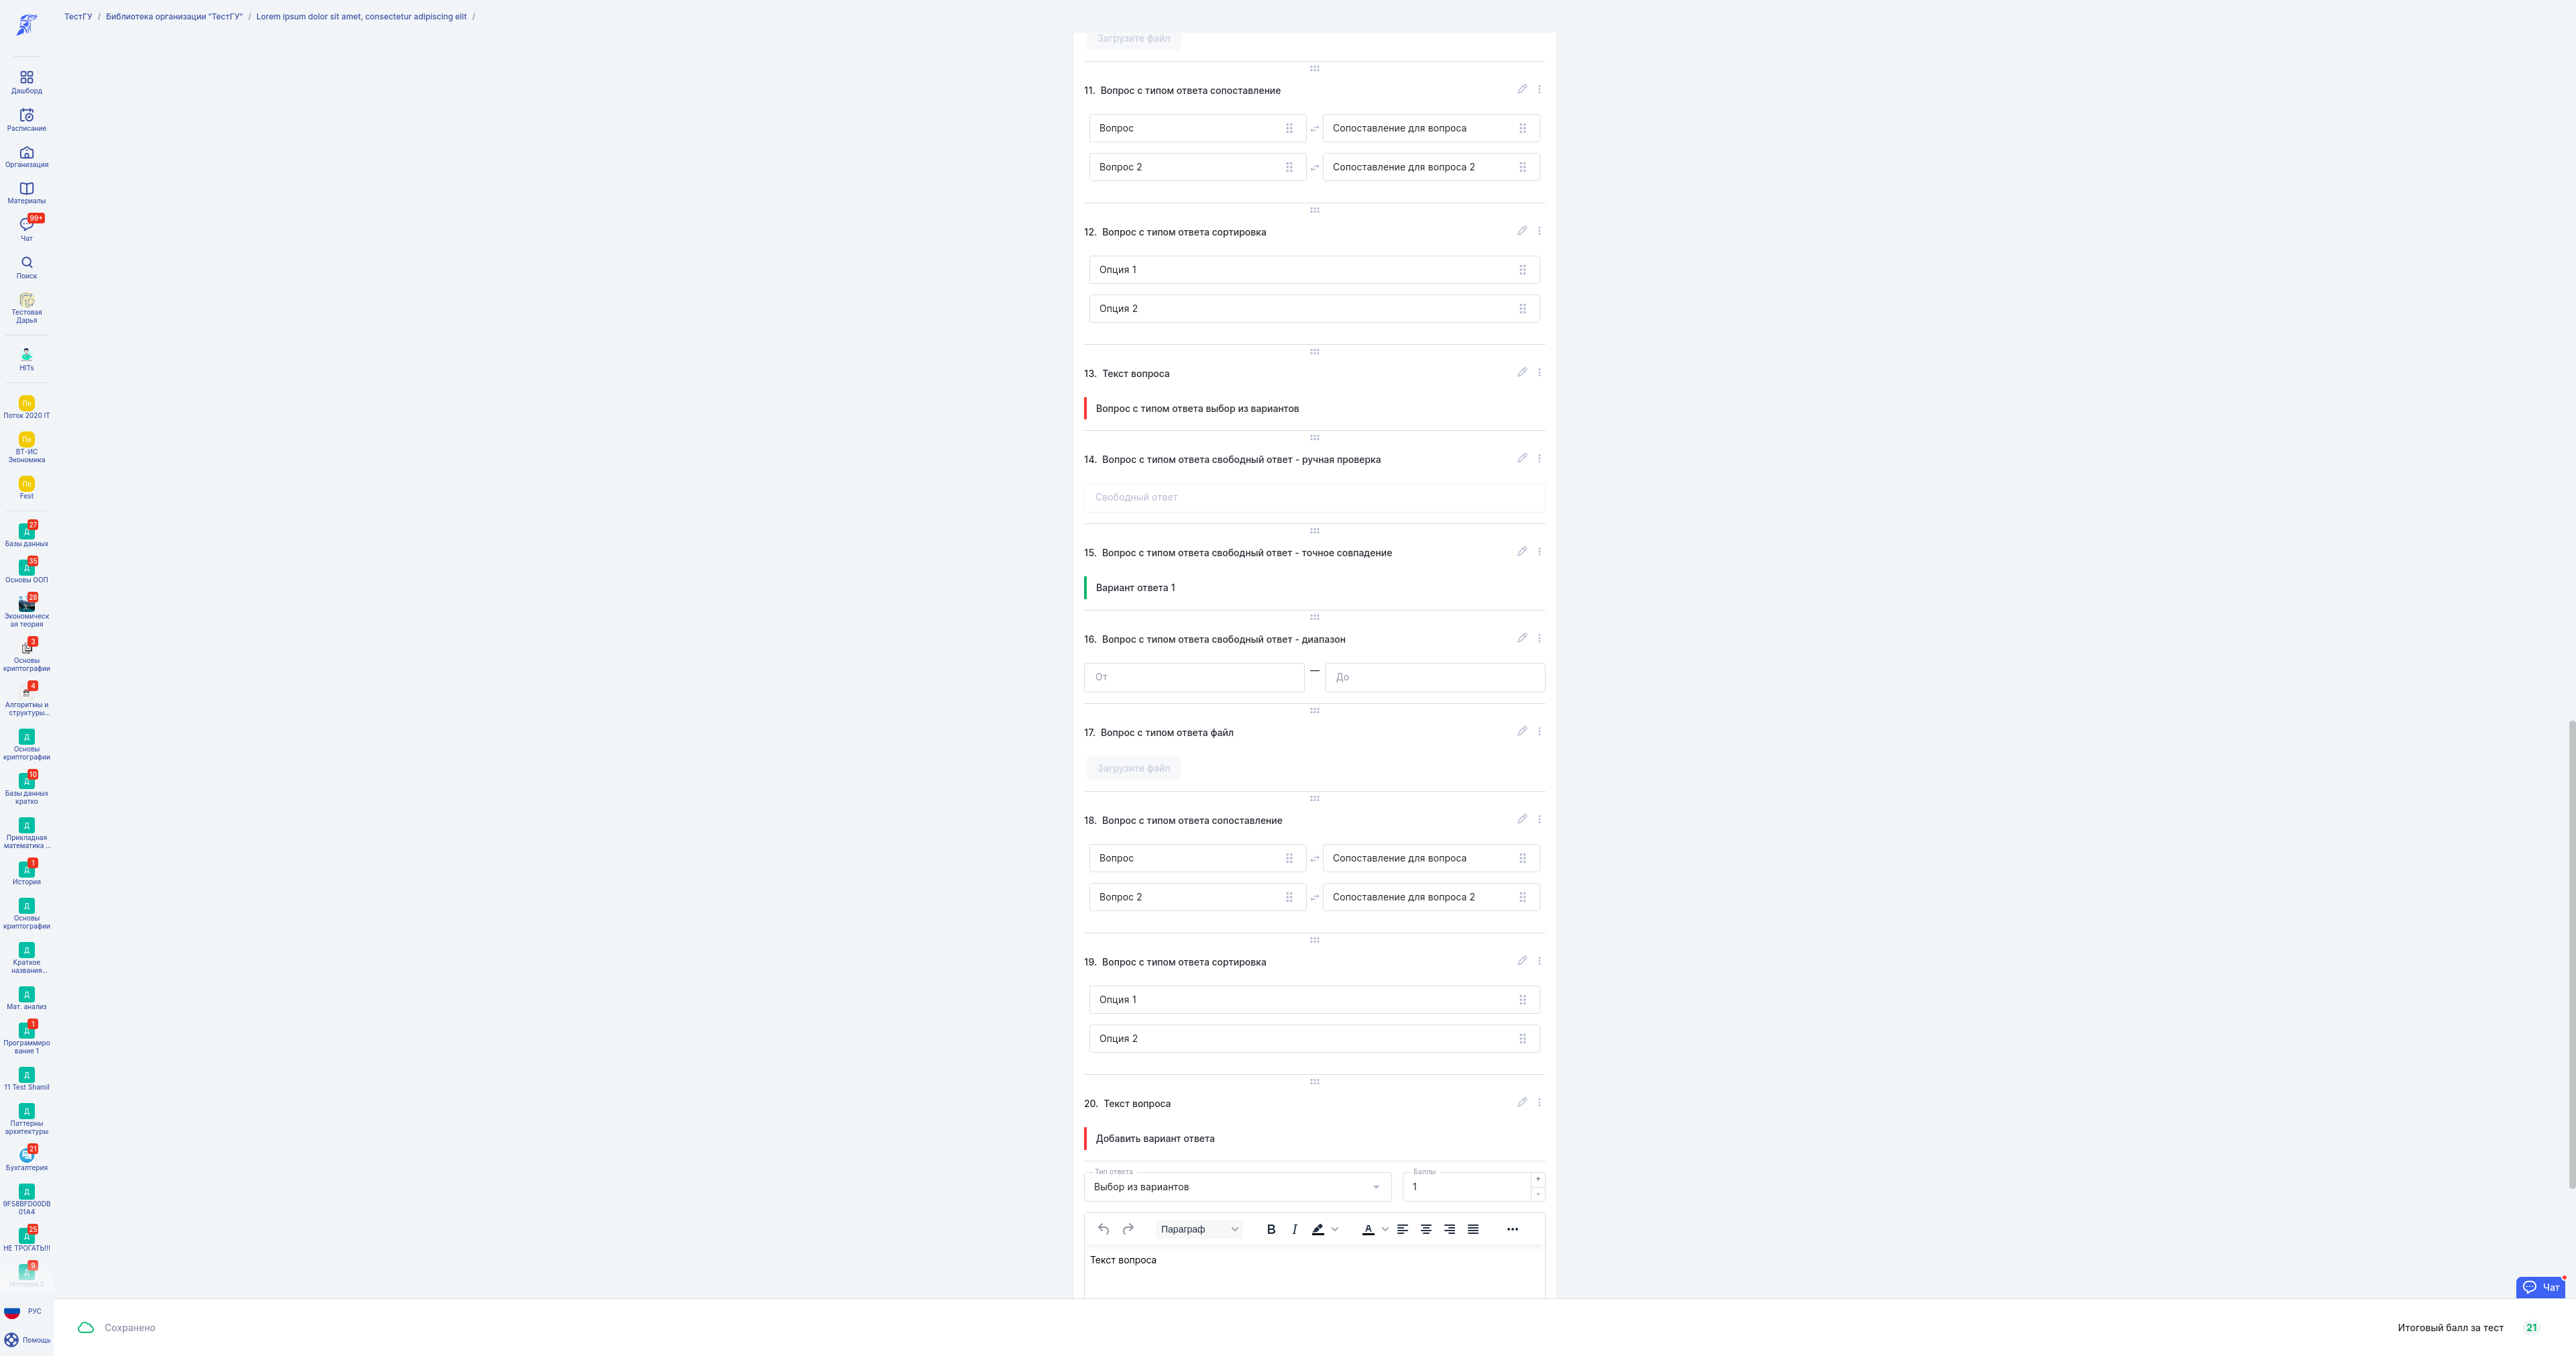 ТестГУ / Библиотека организации "ТестГУ" / Lorem ipsum dolor sit amet, consectetur adipiscing elit /
Дашборд
Расписание
Организация
Материалы
99+
Чат
Поиск
Тестовая
Дарья
HITs
По
Поток 2020 IT
По
ВТ-ИС
Экономика
По
Fest
27
Д
Базы данных
35
Д
Основы ООП
28
Экономическ
ая теория
3
Основы
криптографии
4
Алгоритмы и
структуры...
Д
Основы
криптографии
10
Д
Базы данных
кратко
Д
Прикладная
математика ...
1
Д
История
Д
Основы
криптографии
Д
Краткое
названия...
Д
Мат. анализ
1
Д
Программиро
вание 1
Д
11 Test Shamil
Д
Паттерны
архитектуры
21
Бухгалтерия
Д
9F58BFD00DB
01A4
25
Д
НЕ ТРОГАТЬ!!!
9
Д
История 2
РУС
Помощь
Загрузите файл
11. Вопрос с типом ответа сопоставление
Вопрос Сопоставление для вопроса
Вопрос 2 Сопоставление для вопроса 2
12. Вопрос с типом ответа сортировка
Опция 1
Опция 2
13. Текст вопроса
Вопрос с типом ответа выбор из вариантов
14. Вопрос с типом ответа свободный ответ - ручная проверка
Свободный ответ
15. Вопрос с типом ответа свободный ответ - точное совпадение
Вариант ответа 1
16. Вопрос с типом ответа свободный ответ - диапазон
От — До
17. Вопрос с типом ответа файл
Загрузите файл
18. Вопрос с типом ответа сопоставление
Вопрос Сопоставление для вопроса
Вопрос 2 Сопоставление для вопроса 2
19. Вопрос с типом ответа сортировка
Опция 1
Опция 2
20. Текст вопроса
Добавить вариант ответа
Тип ответа Баллы
Выбор из вариантов 1 + -
Параграф B I A
Текст вопроса
Чат
Сохранено
Итоговый балл за тест 21